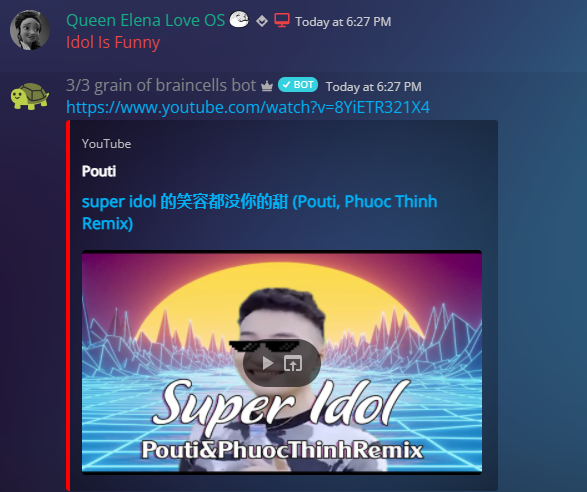 Queen Elena Love OS Today at 6:27 PM
Idol Is Funny
3/3 grain of braincells bot BOT Today at 6:27 PM
https://www.youtube.com/watch?v=8YiETR321X4
YouTube
Pouti
super idol 的笑容都没你的甜 (Pouti, Phuoc Thinh
Remix)
Super Idol
Pouti&PhuocThinhRemix